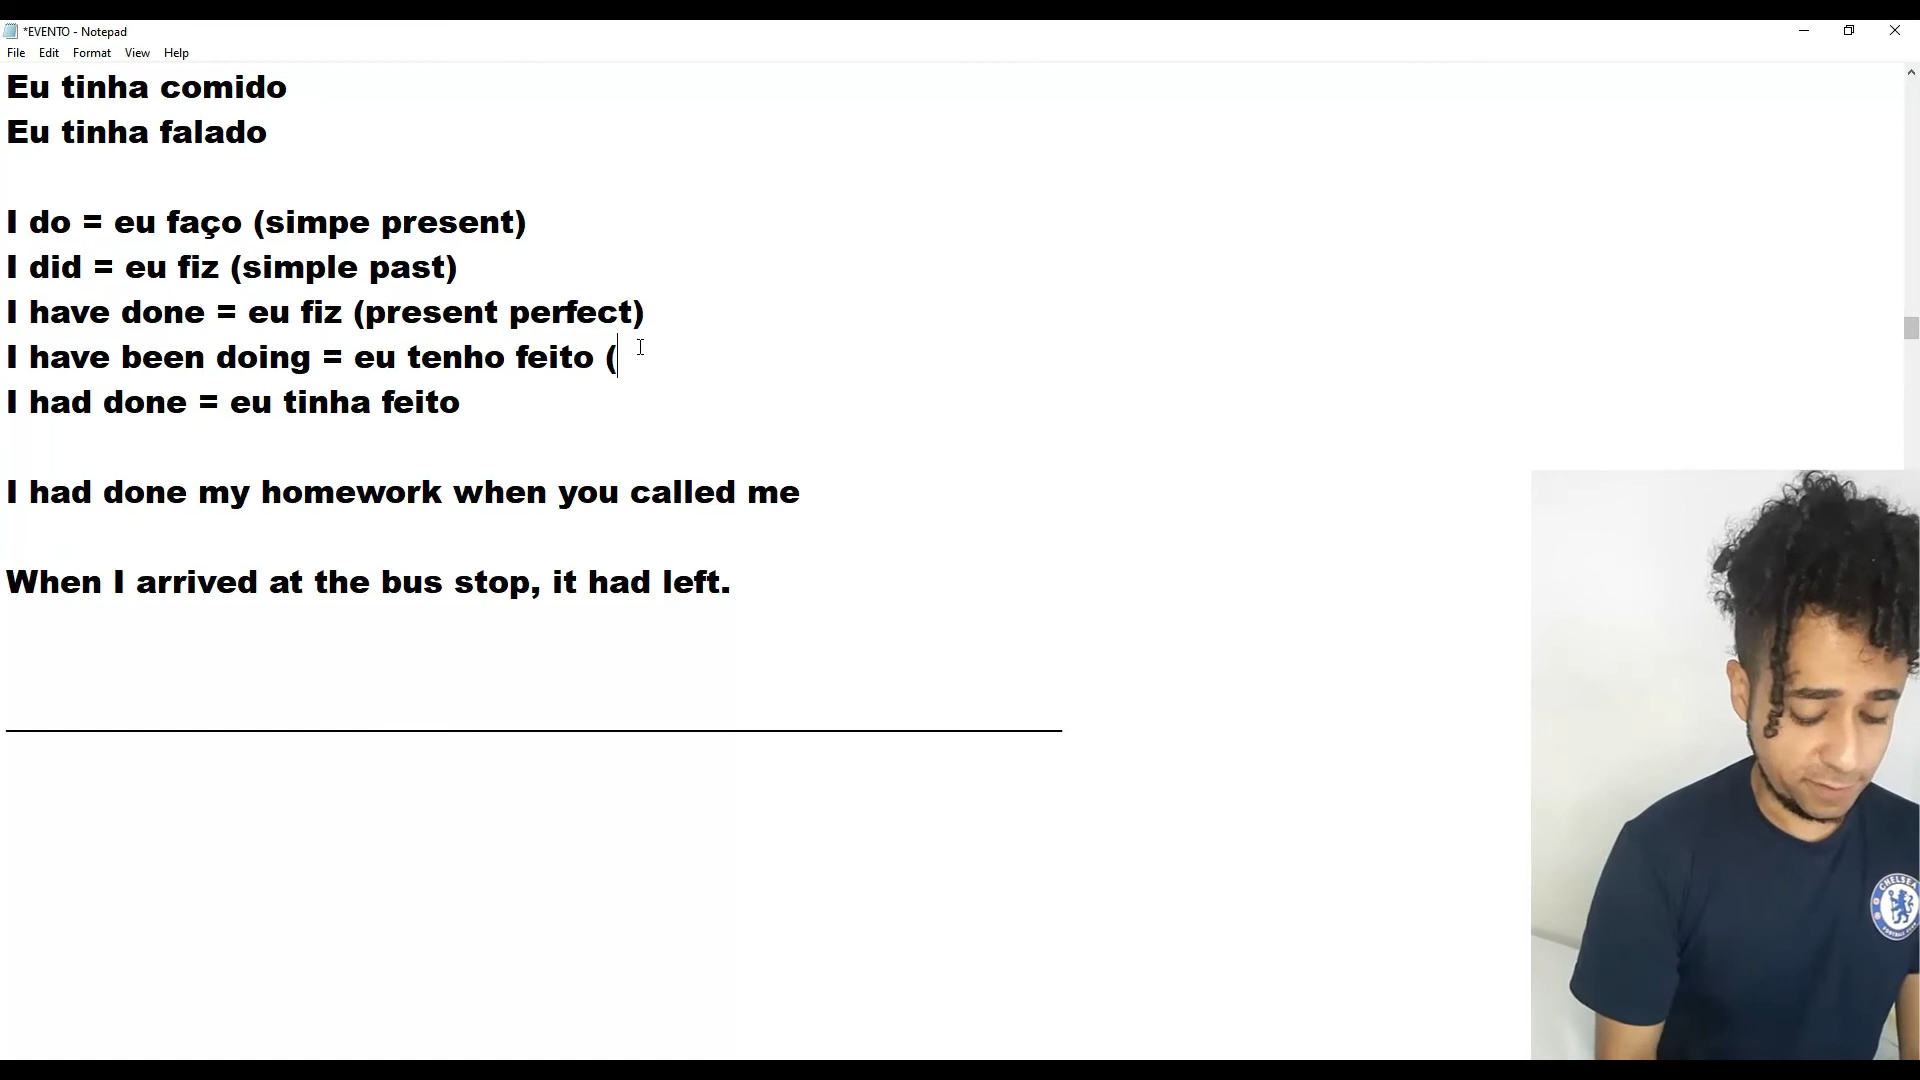 *EVENTO - Notepad
File Edit Format View Help
Eu tinha comido
Eu tinha falado
I do = eu faço (simpe present)
I did = eu fiz (simple past)
I have done = eu fiz (present perfect)
I have been doing = eu tenho feito (
I had done = eu tinha feito
I had done my homework when you called me
When I arrived at the bus stop, it had left.
CHELSEA
FOOTBALL CLUB